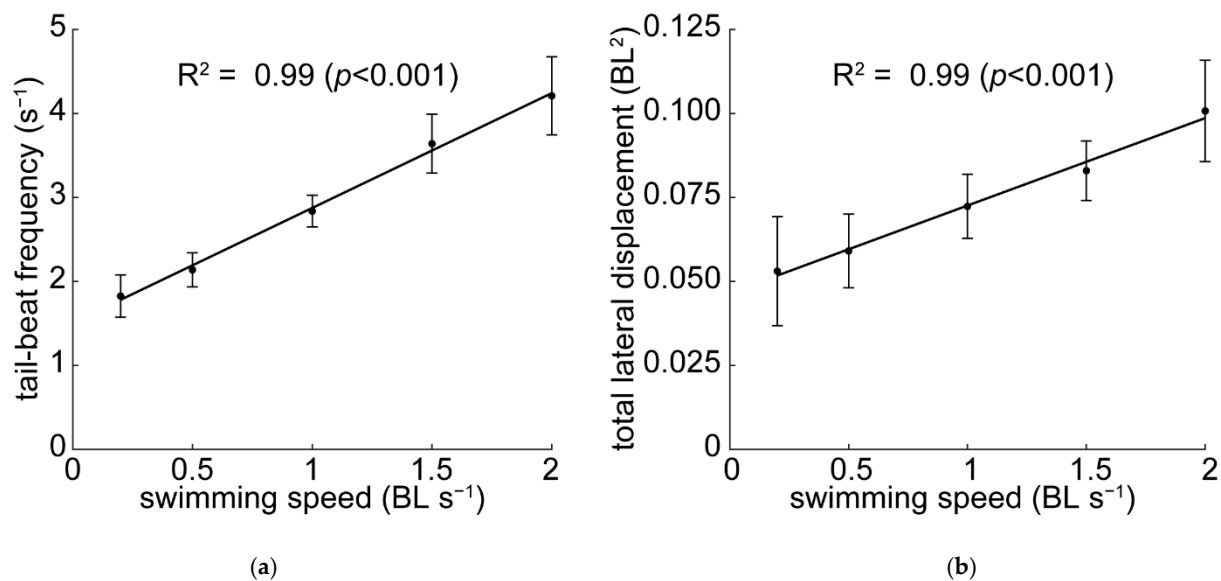 5
4
3
2
1
0
tail-beat frequency (s⁻¹)
R² = 0.99 (p<0.001)
0
0.5
1
1.5
2
swimming speed (BL s⁻¹)
(a)
0.125
0.100
0.075
0.050
0.025
0
total lateral displacement (BL²)
R² = 0.99 (p<0.001)
0
0.5
1
1.5
2
swimming speed (BL s⁻¹)
(b)